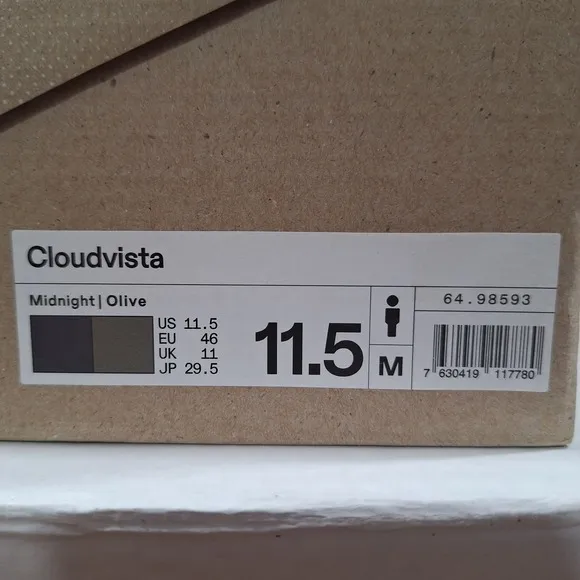 Cloudvista
Midnight | Olive
US 11.5
EU 46
UK 11
JP 29.5
11.5
M
64.98593
7 630419 117780